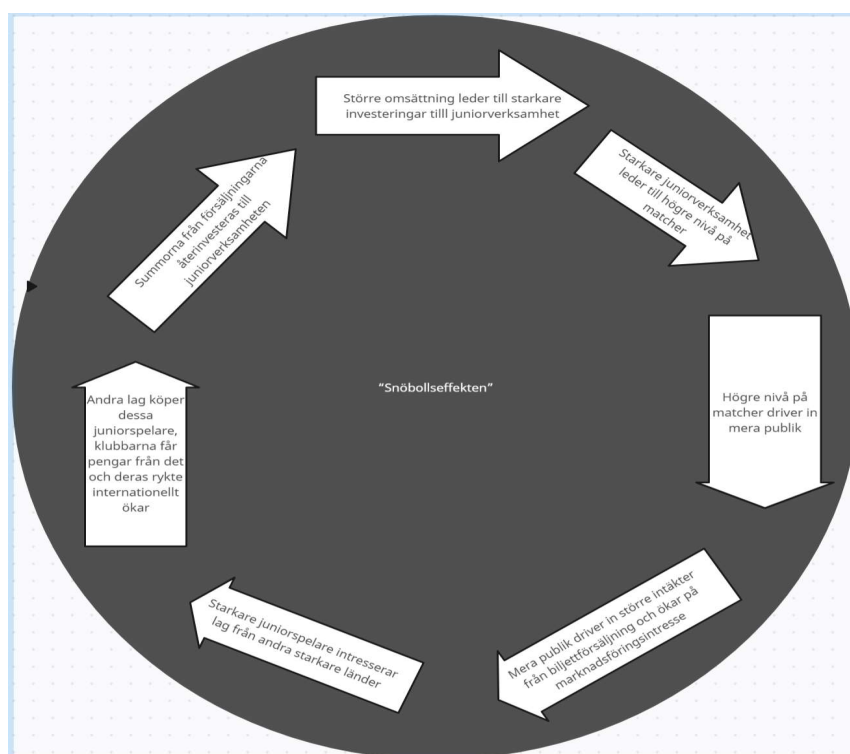 Större omsättning leder till starkare
investeringar tilll juniorverksamhet
Starkare juniorverksamhet
leder till högre nivå på
matcher
Högre nivå på
matcher driver in
mera publik
Mera publik driver in större intäkter
från biljettförsäljning och ökar på
marknadsföringsintresse
Starkare juniorspelare intresserar
lag från andra starkare länder
Andra lag köper
dessa
juniorspelare,
klubbarna får
pengar från det
och deras rykte
internationellt
ökar
Summorna från försäljningarna
återinvesteras till
juniorverksamheten
“Snöbollseffekten”